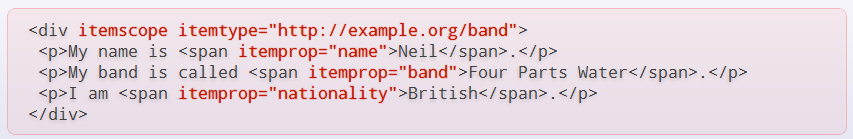 <div itemscope itemtype="http://example.org/band">
<p>My name is <span itemprop="name">Neil</span>.</p>
<p>My band is called <span itemprop="band">Four Parts Water</span>.</p>
<p>I am <span itemprop="nationality">British</span>.</p>
</div>